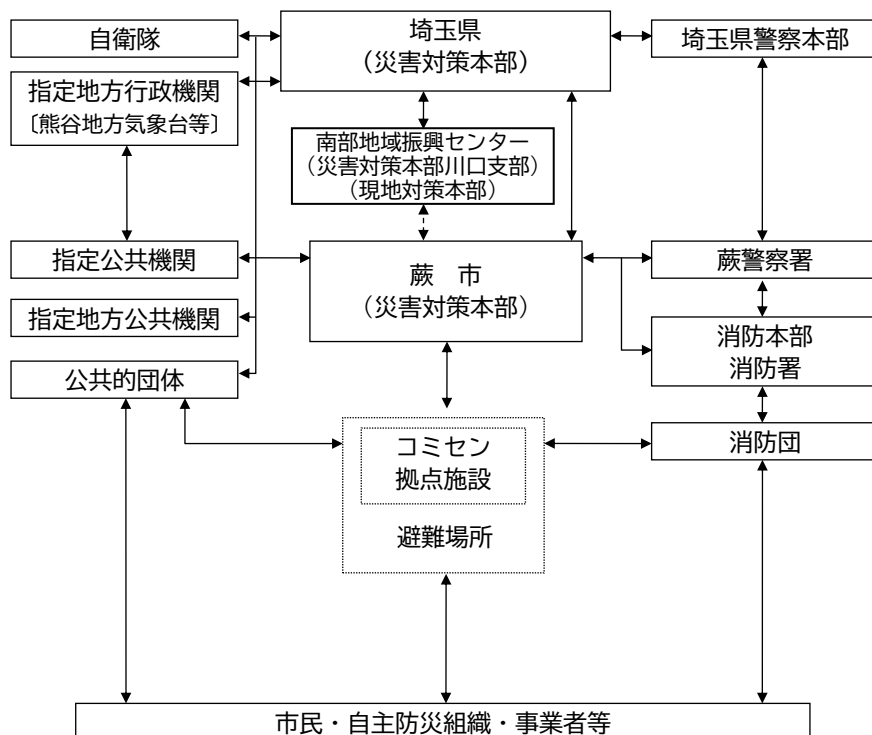 自衛隊
埼玉県
（災害対策本部）
埼玉県警察本部
指定地方行政機関
〔熊谷地方気象台等〕
南部地域振興センター
（災害対策本部川口支部）
（現地対策本部）
指定公共機関
蕨　市
（災害対策本部）
蕨警察署
指定地方公共機関
消防本部
消防署
公共的団体
コミセン
拠点施設
避難場所
消防団
市民・自主防災組織・事業者等